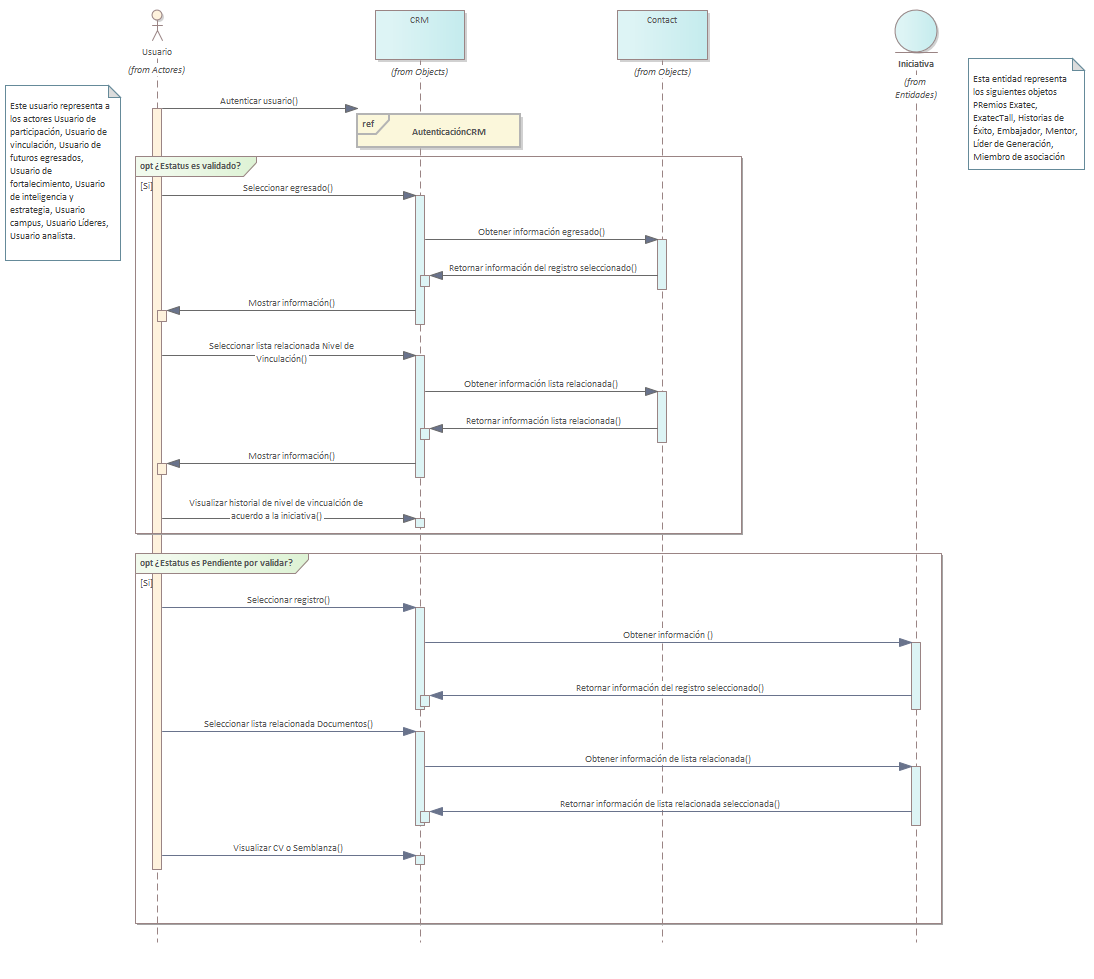 Usuario
(from Actores)
CRM
(from Objects)
Contact
(from Objects)
Iniciativa
(from
Entidades)
Este usuario representa a
los actores Usuario de
participación, Usuario de
vinculación, Usuario de
futuros egresados,
Usuario de
fortalecimiento, Usuario
de inteligencia y
estrategia, Usuario
campus, Usuario Líderes,
Usuario analista.
Esta entidad representa
los siguientes objetos
PRemios Exatec,
ExatecTall, Historias de
Éxito, Embajador, Mentor,
Líder de Generación,
Miembro de asociación
Autenticar usuario()
ref
AutenticaciónCRM
opt ¿Estatus es validado?
[Si]
Seleccionar egresado()
Obtener información egresado()
Retornar información del registro seleccionado()
Mostrar información()
Seleccionar lista relacionada Nivel de
Vinculación()
Obtener información lista relacionada()
Retornar información lista relacionada()
Mostrar información()
Visualizar historial de nivel de vincualción de
acuerdo a la iniciativa()
opt ¿Estatus es Pendiente por validar?
[Si]
Seleccionar registro()
Obtener información ()
Retornar información del registro seleccionado()
Seleccionar lista relacionada Documentos()
Obtener información de lista relacionada()
Retornar información de lista relacionada seleccionada()
Visualizar CV o Semblanza()